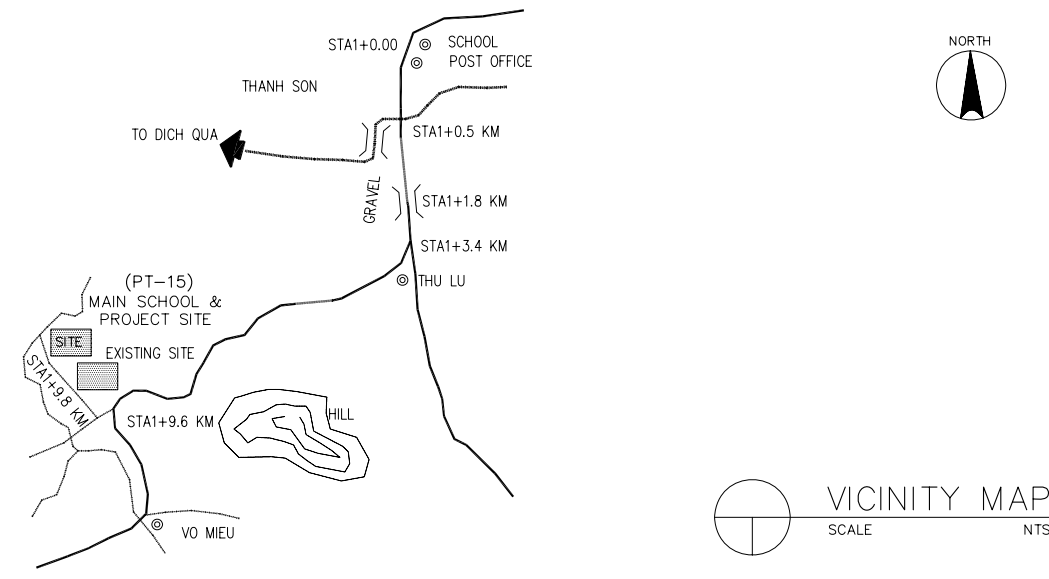 NORTH
STA1+0.00
SCHOOL
POST OFFICE
THANH SON
TO DICH QUA
STA1+0.5 KM
GRAVEL
STA1+1.8 KM
STA1+3.4 KM
THU LU
(PT-15)
MAIN SCHOOL &
PROJECT SITE
SITE
EXISTING SITE
STA1+9.8 KM
STA1+9.6 KM
HILL
VO MIEU
VICINITY MAP
SCALE
NTS